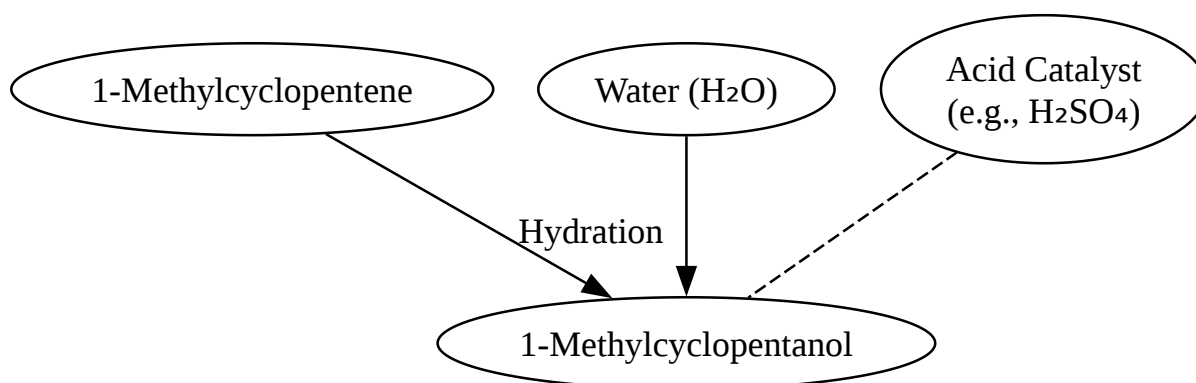 1-Methylcyclopentene
Water (H₂O)
Acid Catalyst
(e.g., H₂SO₄)
Hydration
1-Methylcyclopentanol